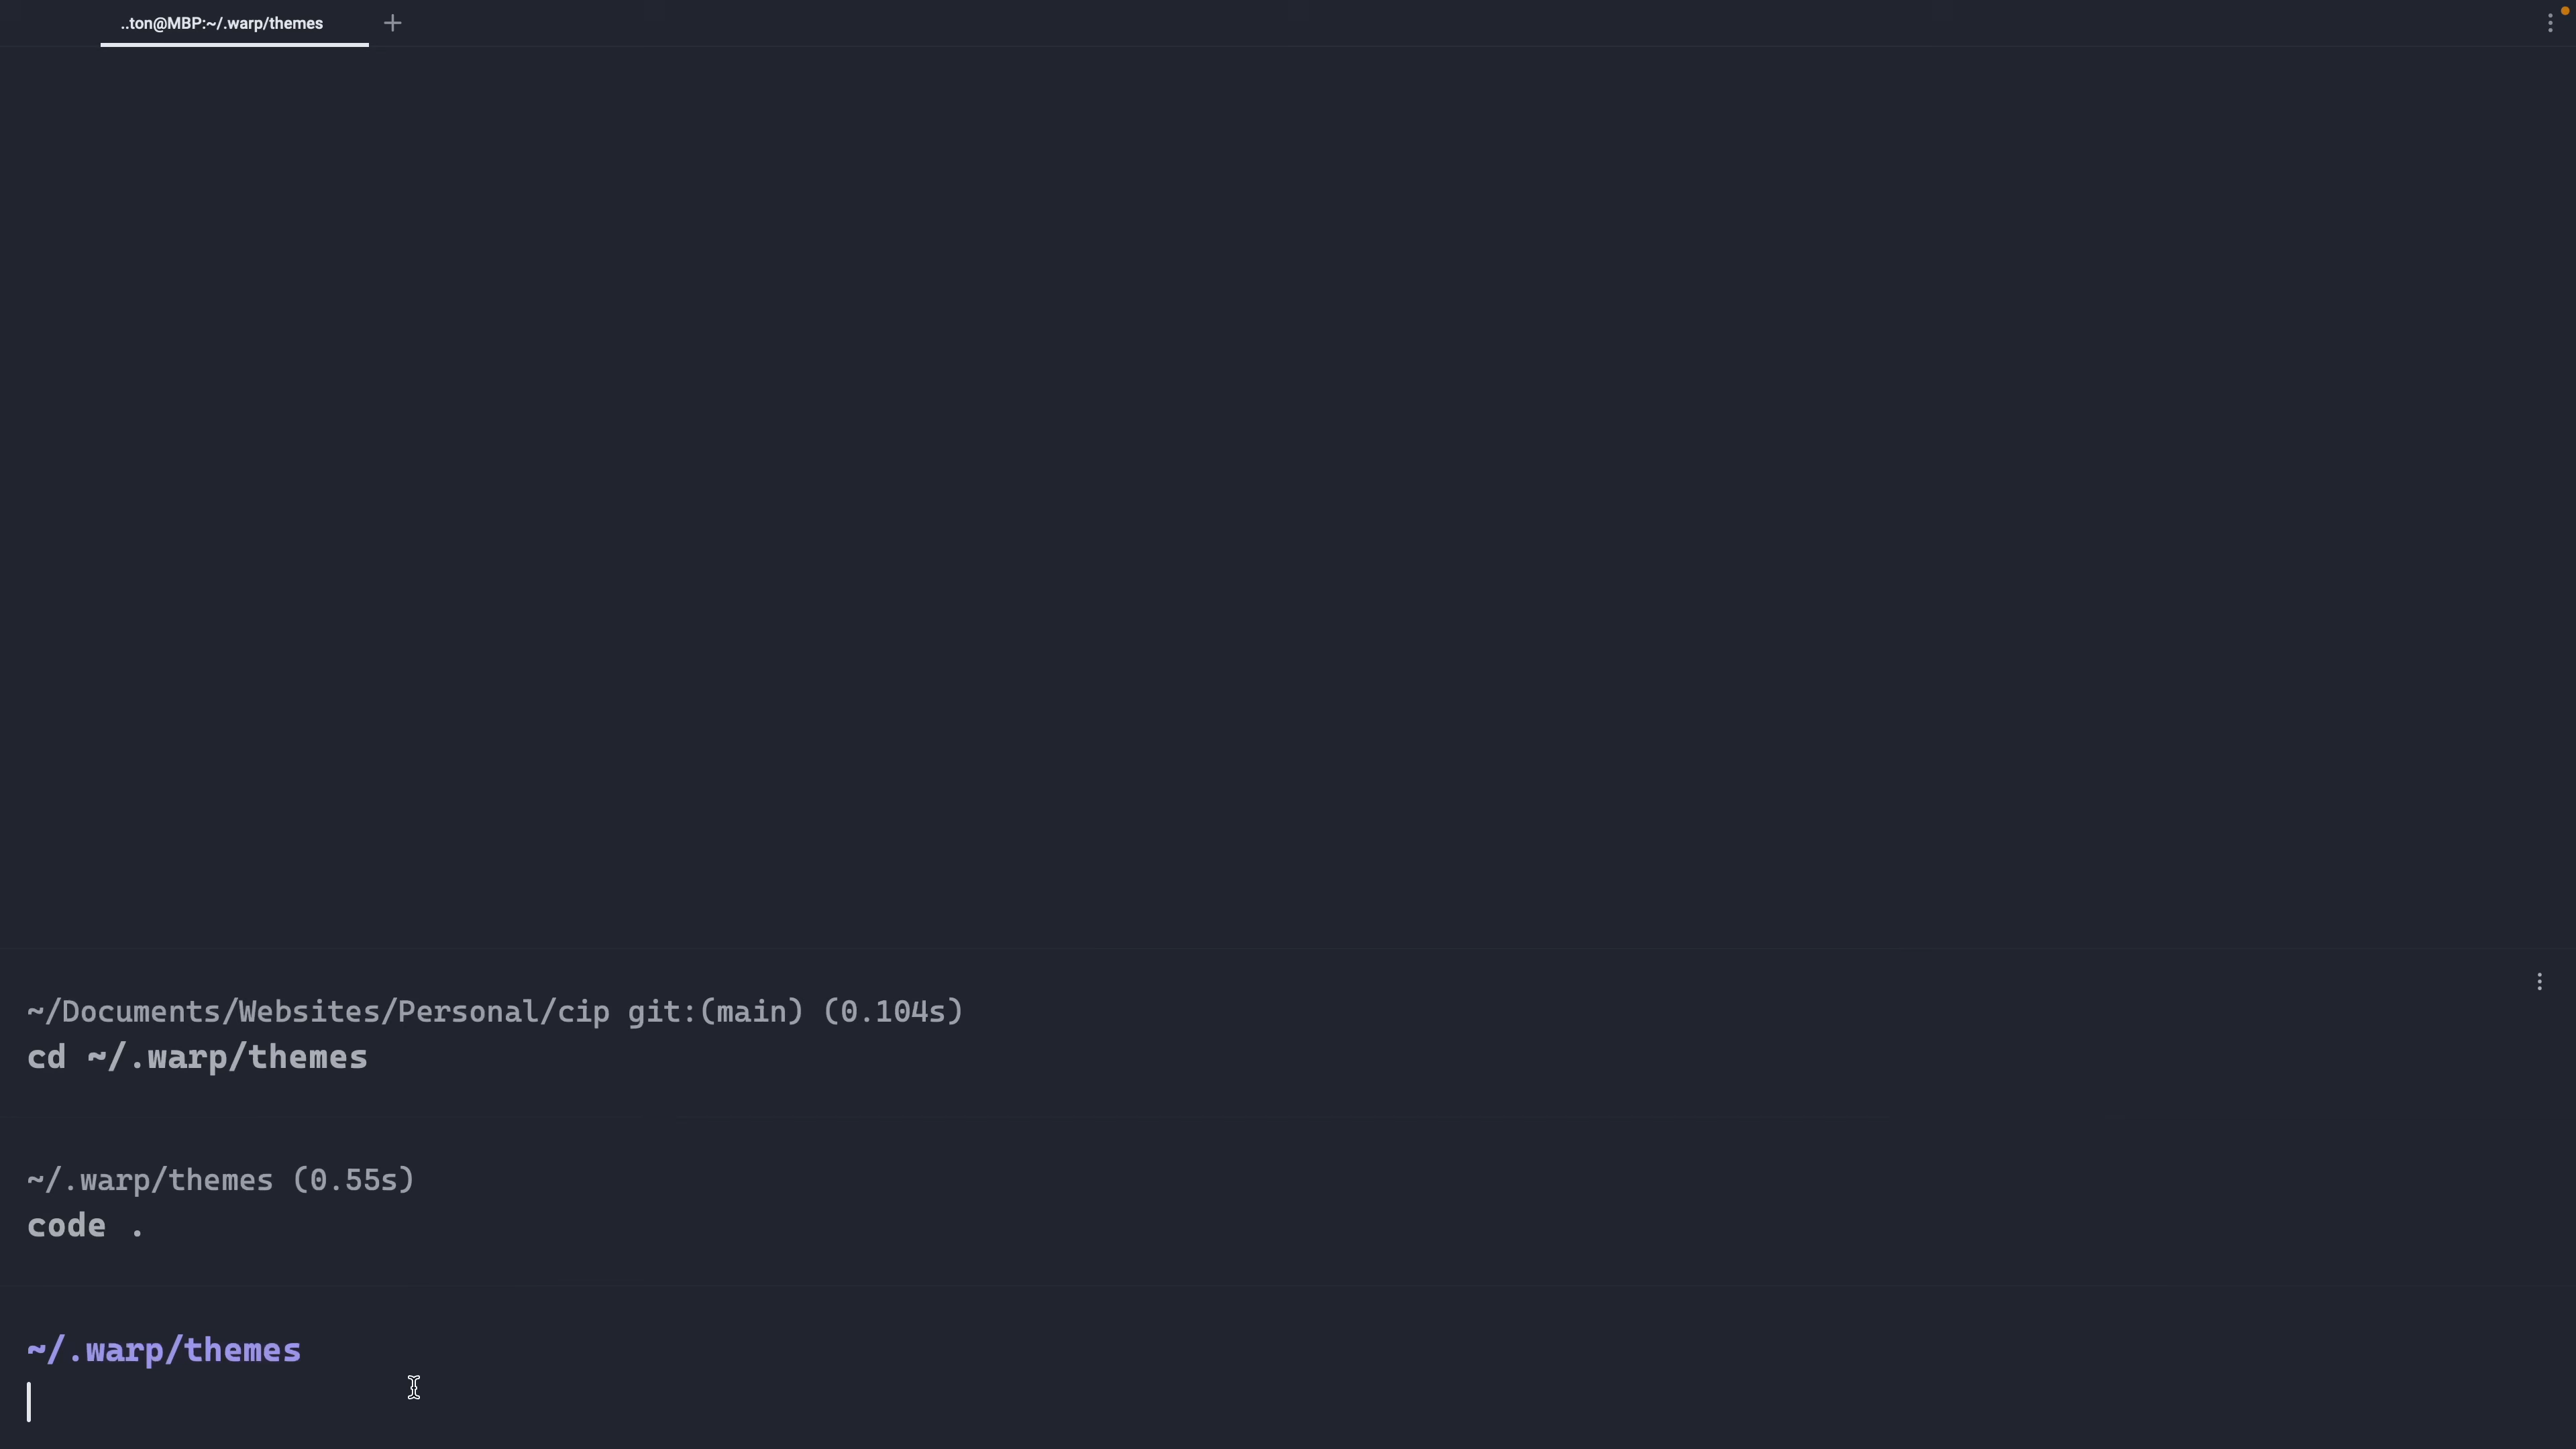 ..ton@MBP:~/.warp/themes
~/Documents/Websites/Personal/cip git:(main) (0.104s)
cd ~/.warp/themes
~/.warp/themes (0.55s)
code .
~/.warp/themes